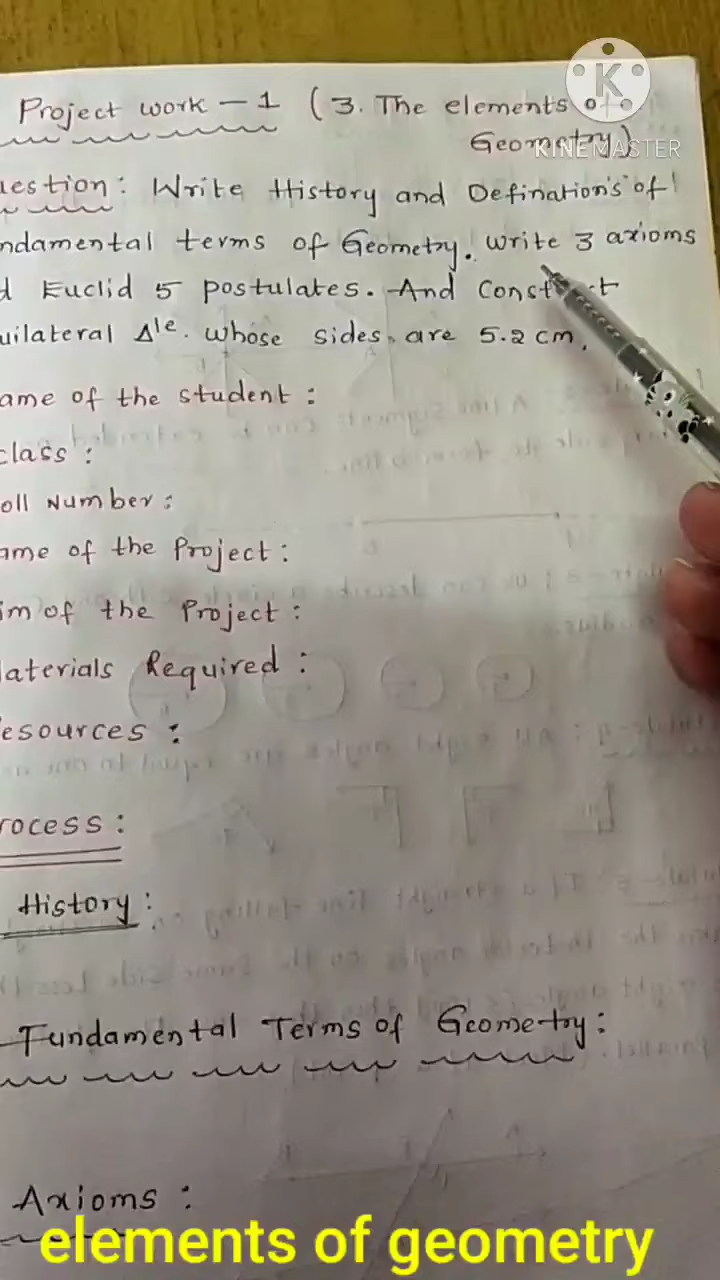 Project work - 1 (3. The elements of
Geometry)
KINEMASTER
uestion: Write History and Defination's of
ndamental terms of Geometry. Write 3 axioms
d Euclid 5 postulates. And Const ct
uilateral Δle. whose sides are 5.2 cm.
ame of the student :
class :
oll Number :
ame of the Project :
im of the Project :
aterials Required :
esources :
rocess :
History :
Fundamental Terms of Geometry :
Axioms :
elements of geometry